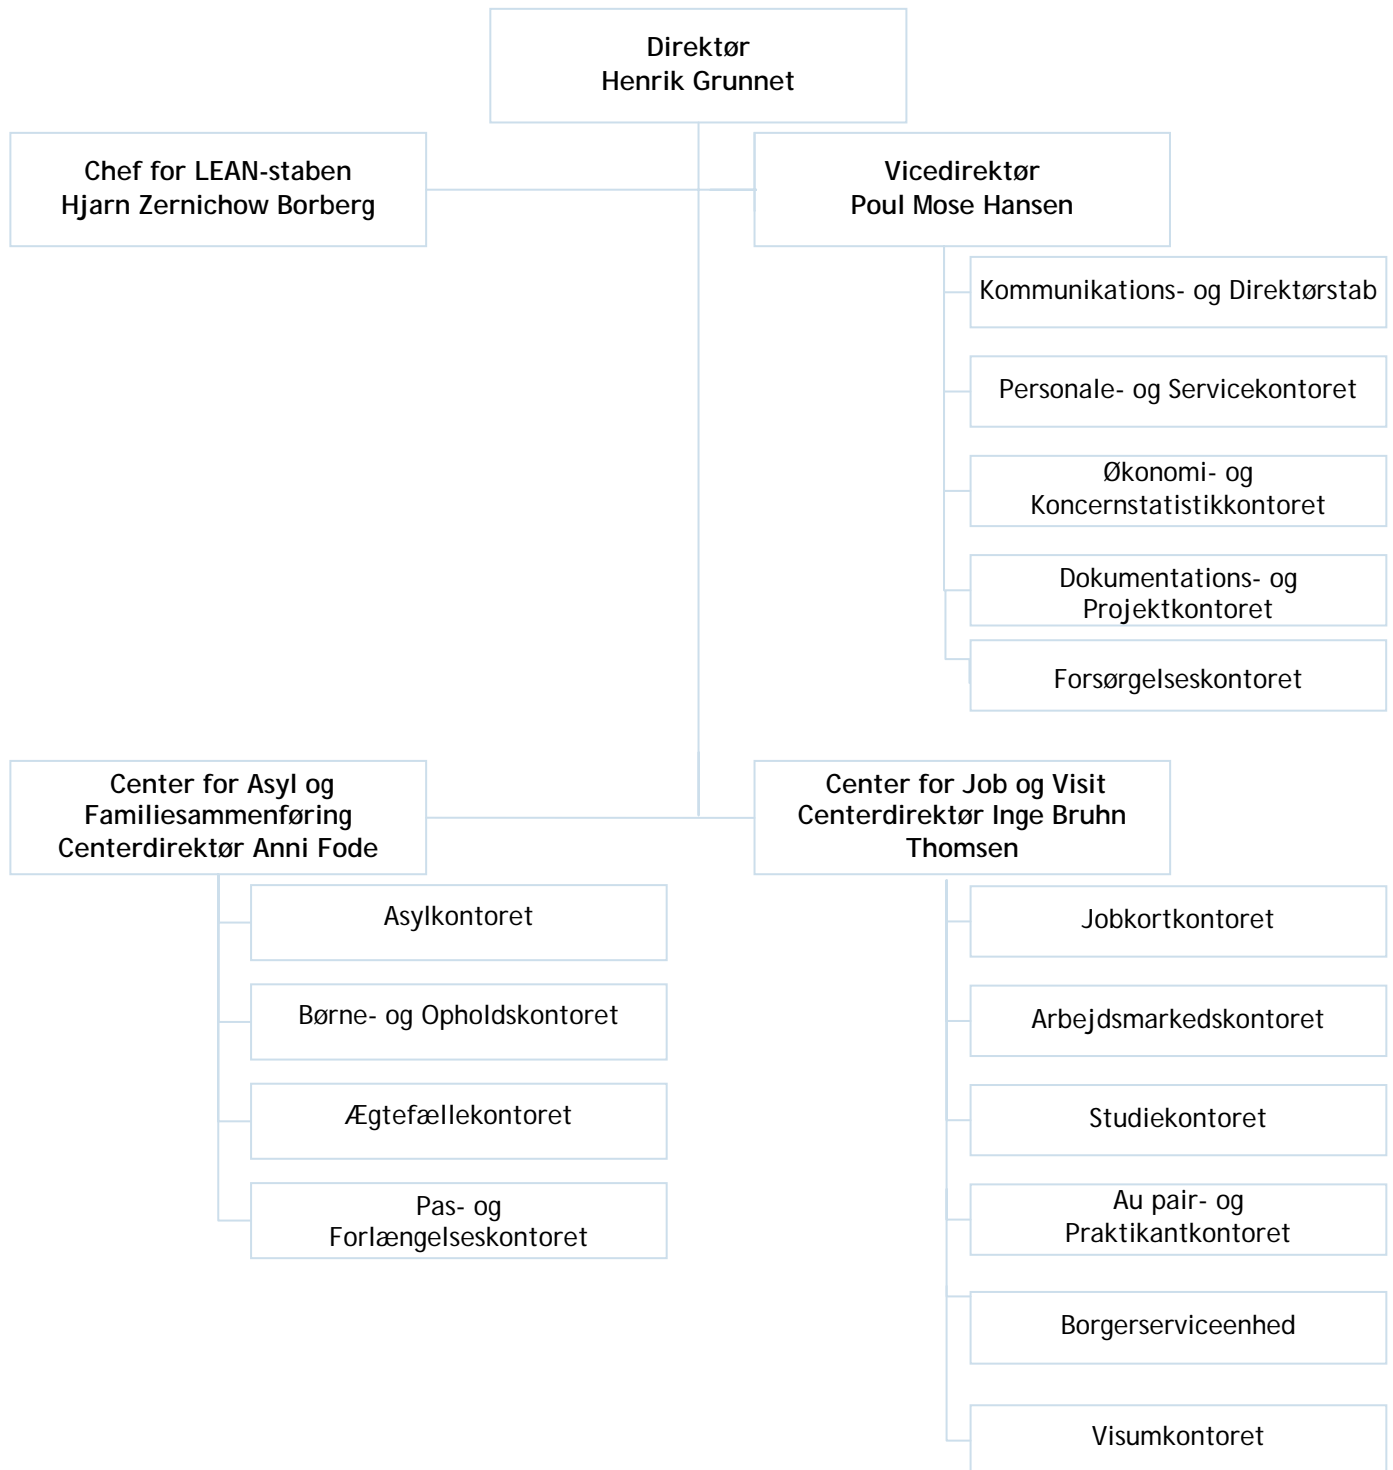 Direktør
Henrik Grunnet
Chef for LEAN-staben
Hjarn Zernichow Borberg
Vicedirektør
Poul Mose Hansen
Kommunikations- og Direktørstab
Personale- og Servicekontoret
Økonomi- og
Koncernstatistikkontoret
Dokumentations- og
Projektkontoret
Forsørgelseskontoret
Center for Asyl og
Familiesammenføring
Centerdirektør Anni Fode
Asylkontoret
Børne- og Opholdskontoret
Ægtefællekontoret
Pas- og
Forlængelseskontoret
Center for Job og Visit
Centerdirektør Inge Bruhn
Thomsen
Jobkortkontoret
Arbejdsmarkedskontoret
Studiekontoret
Au pair- og
Praktikantkontoret
Borgerserviceenhed
Visumkontoret